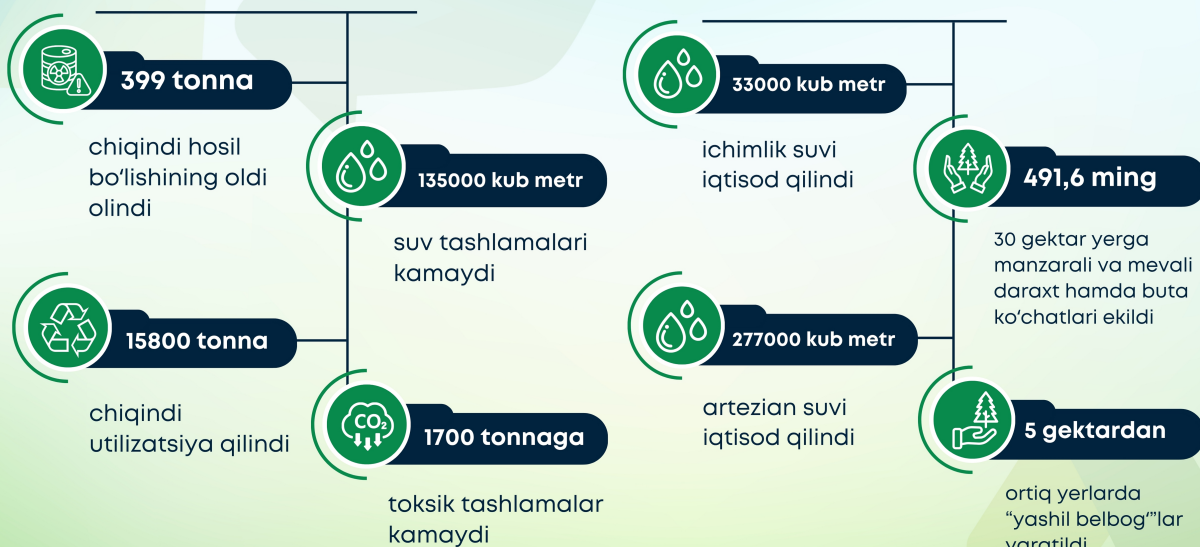 399 tonna
chiqindi hosil
bo‘lishining oldi
olindi
135000 kub metr
suv tashlamalari
kamaydi
15800 tonna
chiqindi
utilizatsiya qilindi
CO₂
1700 tonnaga
toksik tashlamalar
kamaydi
33000 kub metr
ichimlik suvi
iqtisod qilindi
491,6 ming
30 gektar yerga
manzarali va mevali
daraxt hamda buta
ko‘chatlari ekildi
277000 kub metr
artezian suvi
iqtisod qilindi
5 gektardan
ortiq yerlarda
“yashil belbog‘”lar
yaratildi